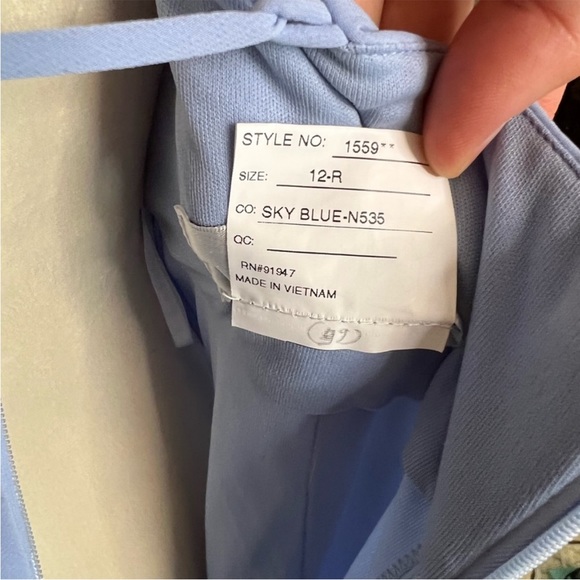 STYLE NO: 1559**
SIZE: 12-R
CO: SKY BLUE-N535
QC:
RN#91947
MADE IN VIETNAM